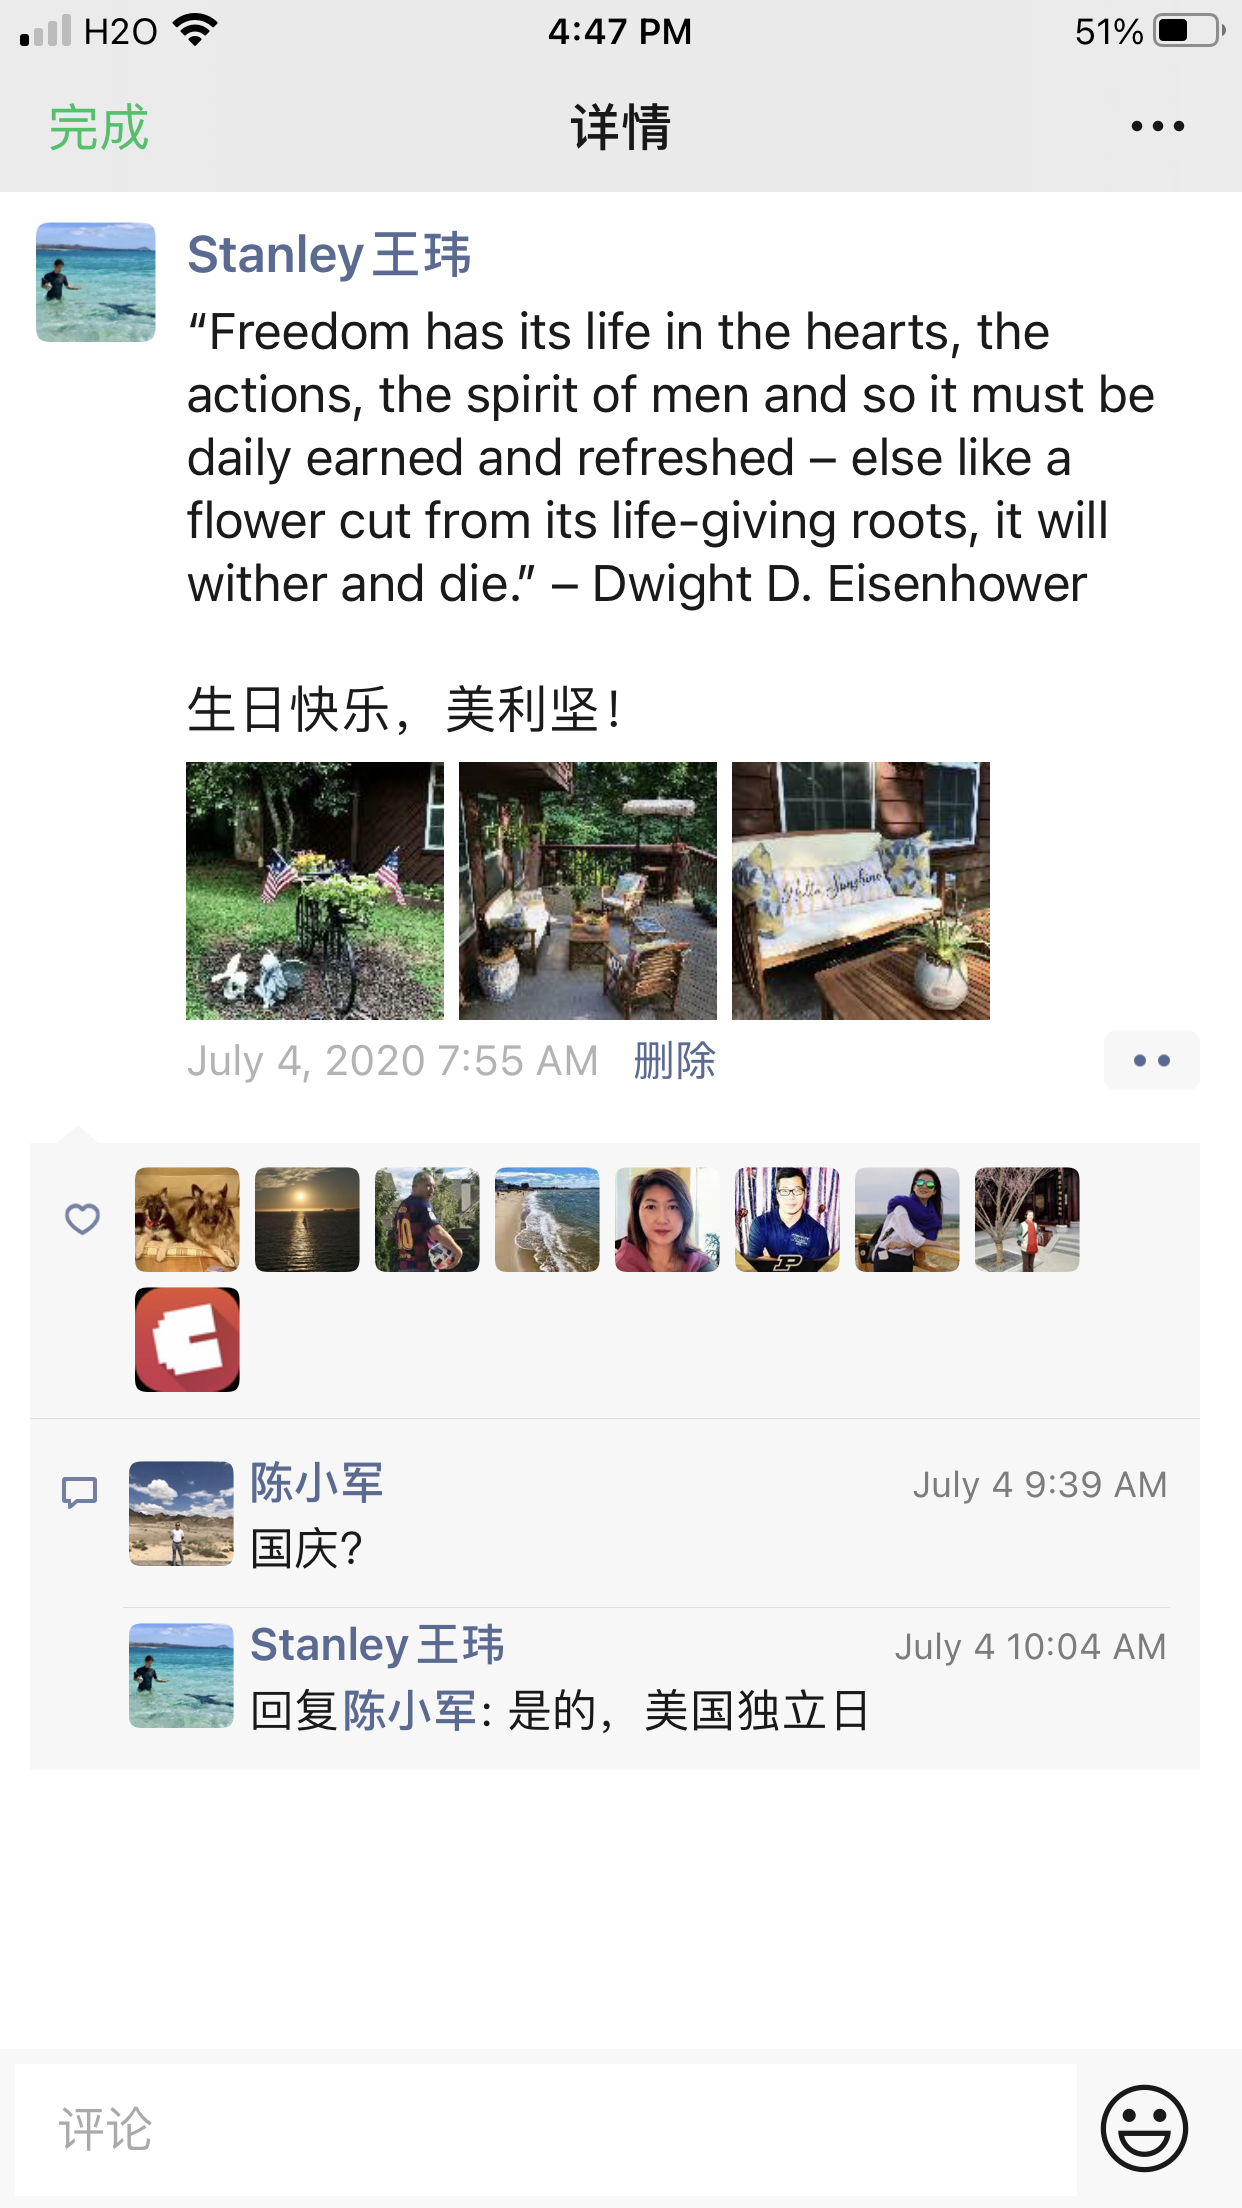 H2O
4:47 PM
51%
完成
详情
Stanley王玮
“Freedom has its life in the hearts, the
actions, the spirit of men and so it must be
daily earned and refreshed – else like a
flower cut from its life-giving roots, it will
wither and die.” – Dwight D. Eisenhower
生日快乐，美利坚！
Hello Sunshine
July 4, 2020 7:55 AM 删除
10
P
陈小军
July 4 9:39 AM
国庆?
Stanley王玮
July 4 10:04 AM
回复陈小军: 是的，美国独立日
评论